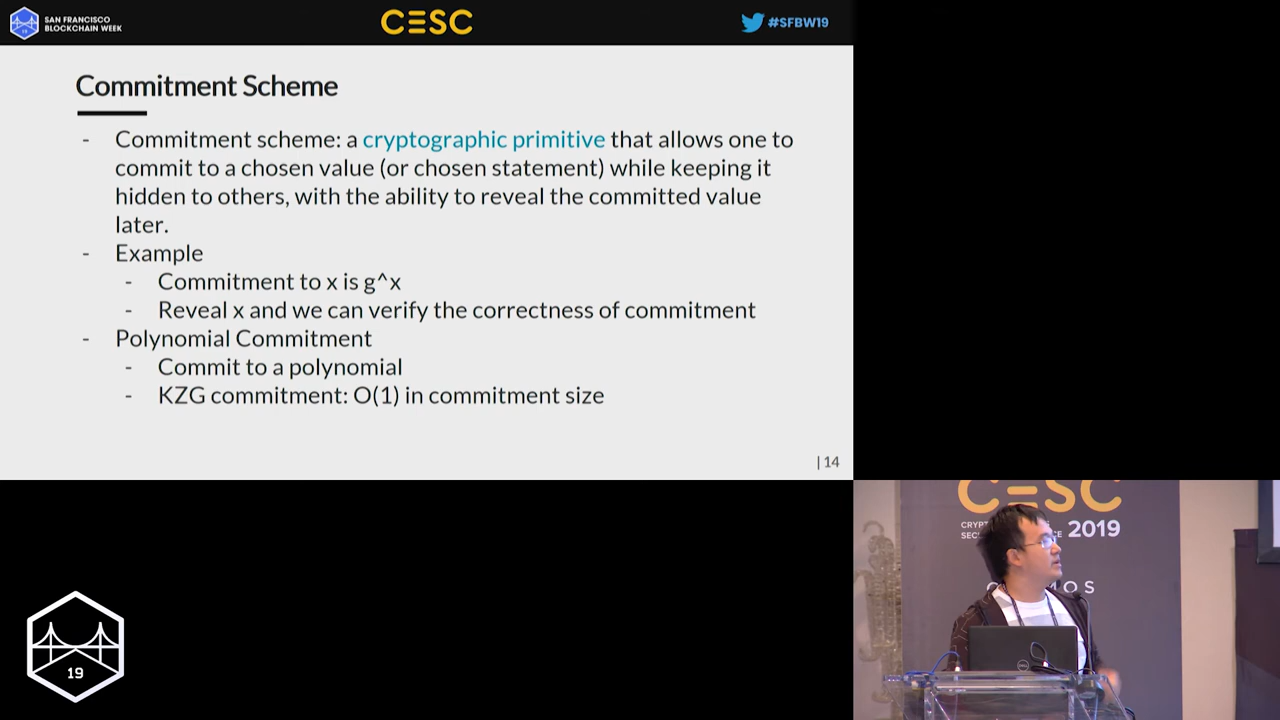 SAN FRANCISCO
BLOCKCHAIN WEEK
19
CESC
#SFBW19
Commitment Scheme
- Commitment scheme: a cryptographic primitive that allows one to
commit to a chosen value (or chosen statement) while keeping it
hidden to others, with the ability to reveal the committed value
later.
- Example
- Commitment to x is g^x
- Reveal x and we can verify the correctness of commitment
- Polynomial Commitment
- Commit to a polynomial
- KZG commitment: O(1) in commitment size
| 14
CESC
2019
19